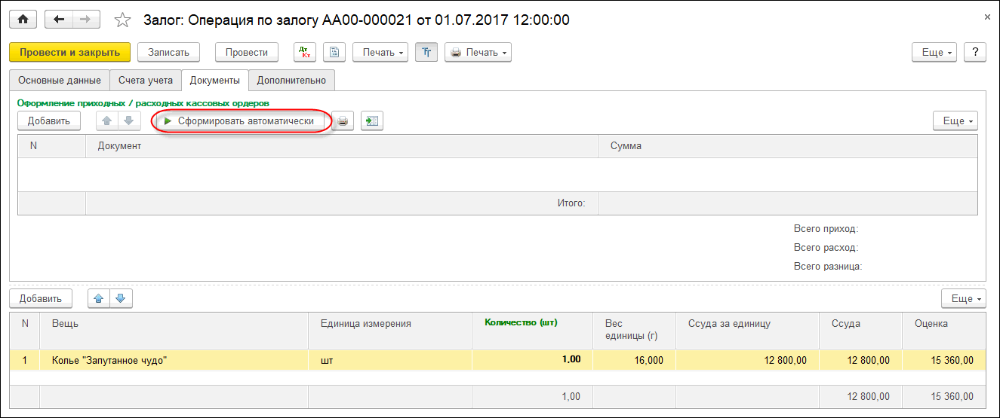 Залог: Операция по залогу АА00-000021 от 01.07.2017 12:00:00
Провести и закрыть Записать Провести Дт Кт Печать Тт Печать Еще ?
Основные данные Счета учета Документы Дополнительно
Оформление приходных / расходных кассовых ордеров
Добавить Сформировать автоматически Еще
N Документ Сумма
Итого:
Всего приход:
Всего расход:
Всего разница:
Добавить Еще
N Вещь Единица измерения Количество (шт) Вес единицы (г) Ссуда за единицу Ссуда Оценка
1 Колье "Запутанное чудо" шт 1,00 16,000 12 800,00 12 800,00 15 360,00
1,00 12 800,00 15 360,00